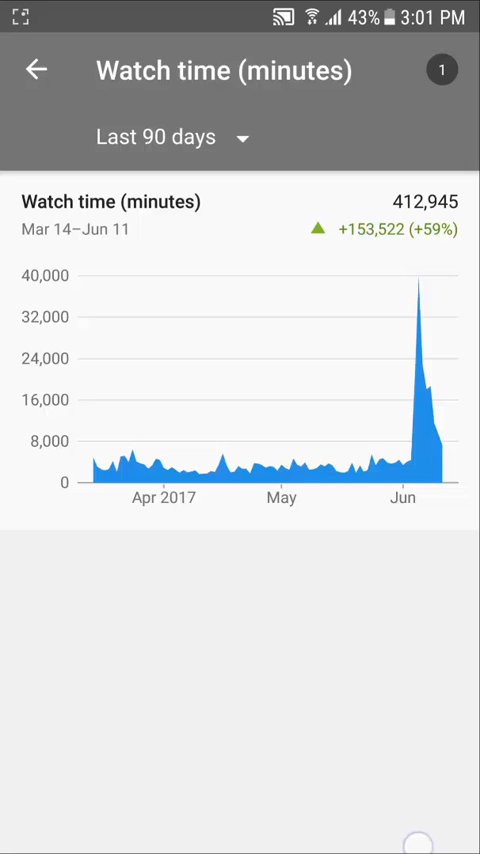 43% 3:01 PM
Watch time (minutes) 1
Last 90 days
Watch time (minutes) 412,945
Mar 14–Jun 11 +153,522 (+59%)
40,000
32,000
24,000
16,000
8,000
0
Apr 2017 May Jun